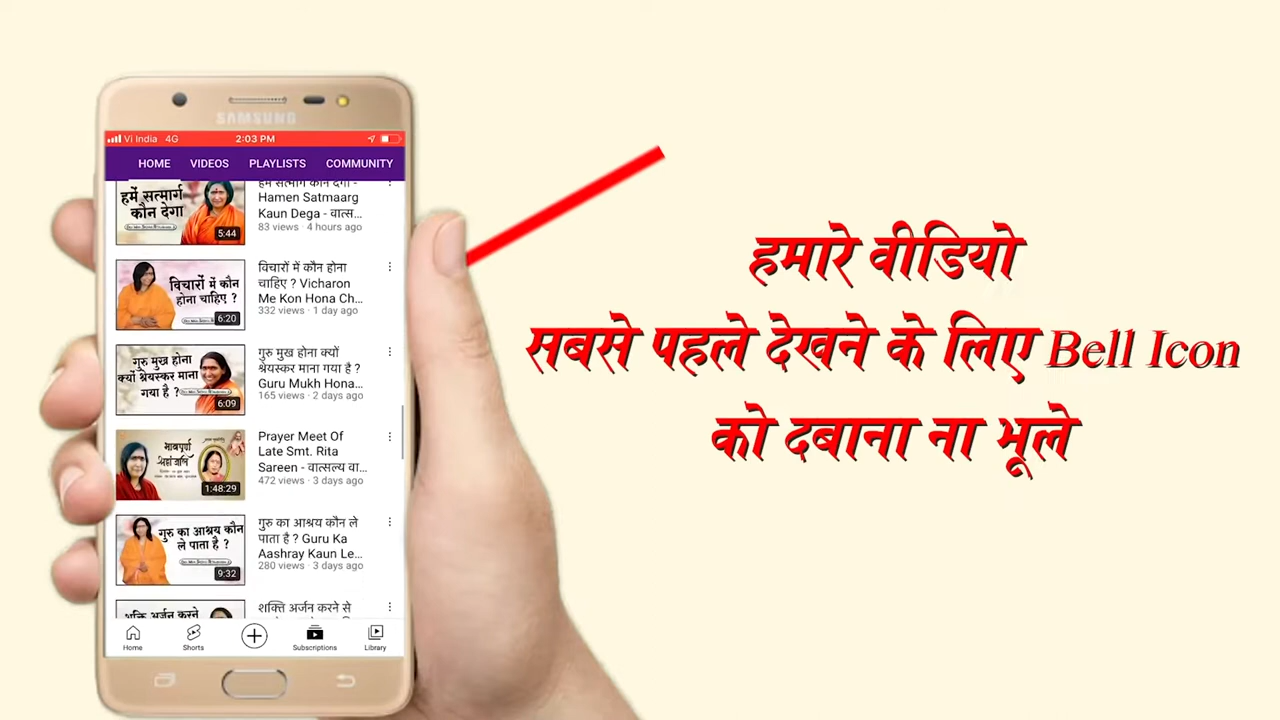 SAMSUNG
Vi India 4G 2:03 PM
HOME VIDEOS PLAYLISTS COMMUNITY
हमें सत्मार्ग
कौन देगा
5:44
हमें सत्मार्ग कौन देगा -
Hamen Satmaarg
Kaun Dega - वात्स...
83 views · 4 hours ago
विचारों में कौन
होना चाहिए ?
6:20
विचारों में कौन होना
चाहिए ? Vicharon
Me Kon Hona Ch...
332 views · 1 day ago
गुरु मुख होना
क्यों श्रेयस्कर माना
गया है ?
6:09
गुरु मुख होना क्यों
श्रेयस्कर माना गया है ?
Guru Mukh Hona...
165 views · 2 days ago
भावपूर्ण
श्रद्धांजलि
1:48:29
Prayer Meet Of
Late Smt. Rita
Sareen - वात्सल्य वा...
472 views · 3 days ago
गुरु का आश्रय कौन
ले पाता है ?
9:32
गुरु का आश्रय कौन ले
पाता है ? Guru Ka
Aashray Kaun Le...
280 views · 3 days ago
शक्ति अर्जन करने
शक्ति अर्जन करने से
Home Shorts Subscriptions Library
हमारे वीडियो
सबसे पहले देखने के लिए Bell Icon
को दबाना ना भूले